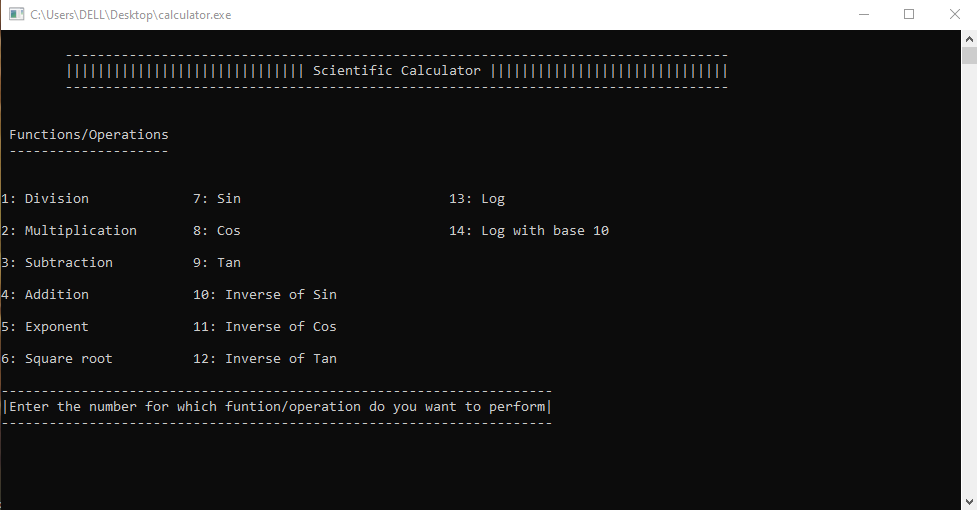 C:\Users\DELL\Desktop\calculator.exe
-----------------------------------------------------------------------------------
|||||||||||||||||||||||||||||| Scientific Calculator ||||||||||||||||||||||||||||||
-----------------------------------------------------------------------------------
Functions/Operations
--------------------
1: Division 7: Sin 13: Log
2: Multiplication 8: Cos 14: Log with base 10
3: Subtraction 9: Tan
4: Addition 10: Inverse of Sin
5: Exponent 11: Inverse of Cos
6: Square root 12: Inverse of Tan
---------------------------------------------------------------------
|Enter the number for which funtion/operation do you want to perform|
---------------------------------------------------------------------